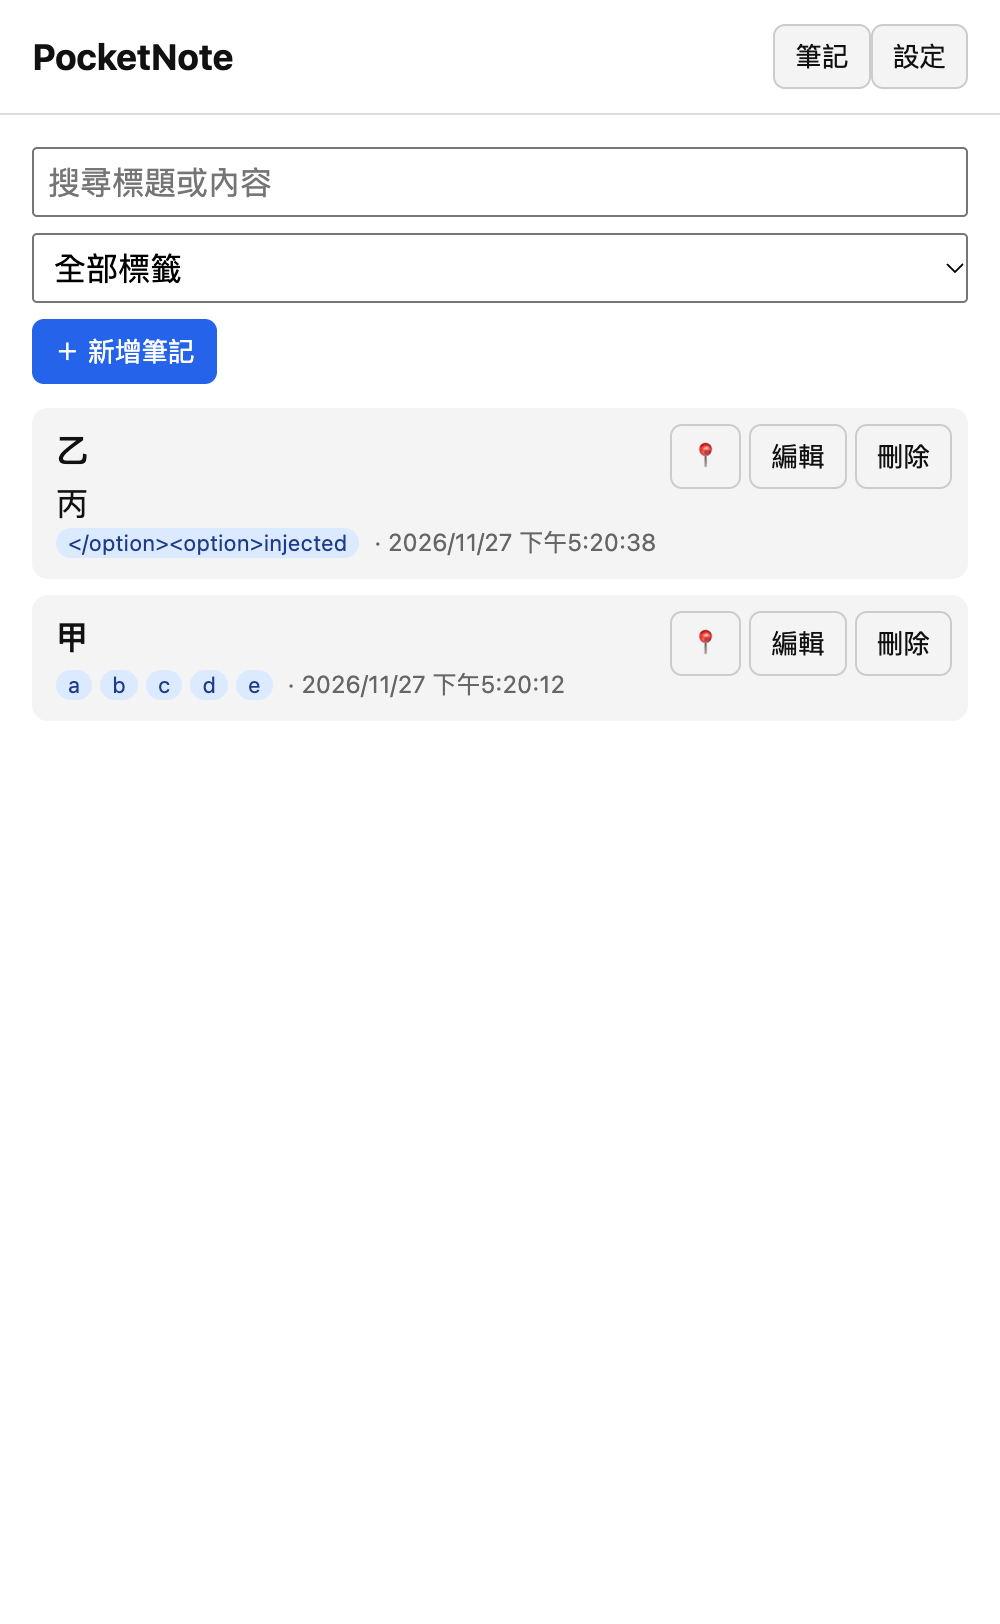 PocketNote 筆記 設定
搜尋標題或內容
全部標籤
＋ 新增筆記
乙 📍 編輯 刪除
丙
</option><option>injected · 2026/11/27 下午5:20:38
甲 📍 編輯 刪除
a b c d e · 2026/11/27 下午5:20:12